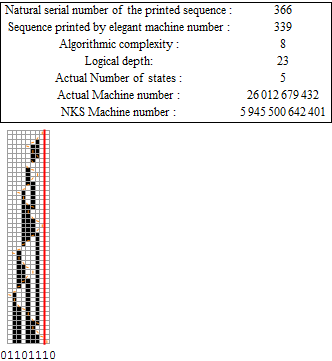 Natural serial number of the printed sequence : 366
Sequence printed by elegant machine number : 339
Algorithmic complexity : 8
Logical depth: 23
Actual Number of states : 5
Actual Machine number : 26 012 679 432
NKS Machine number : 5 945 500 642 401
01101110